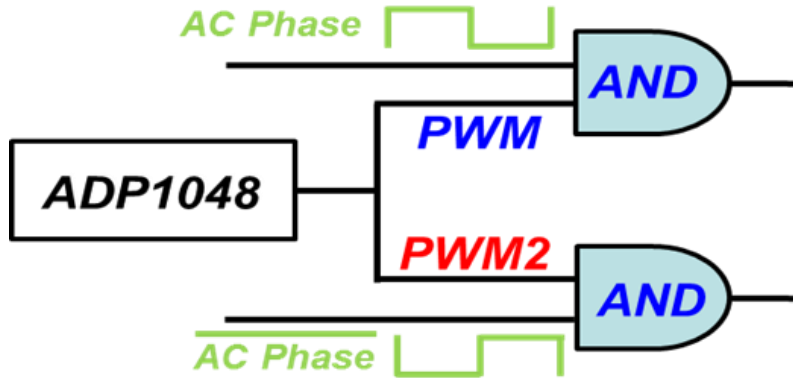 AC Phase
AND
PWM
ADP1048
PWM2
AND
AC Phase